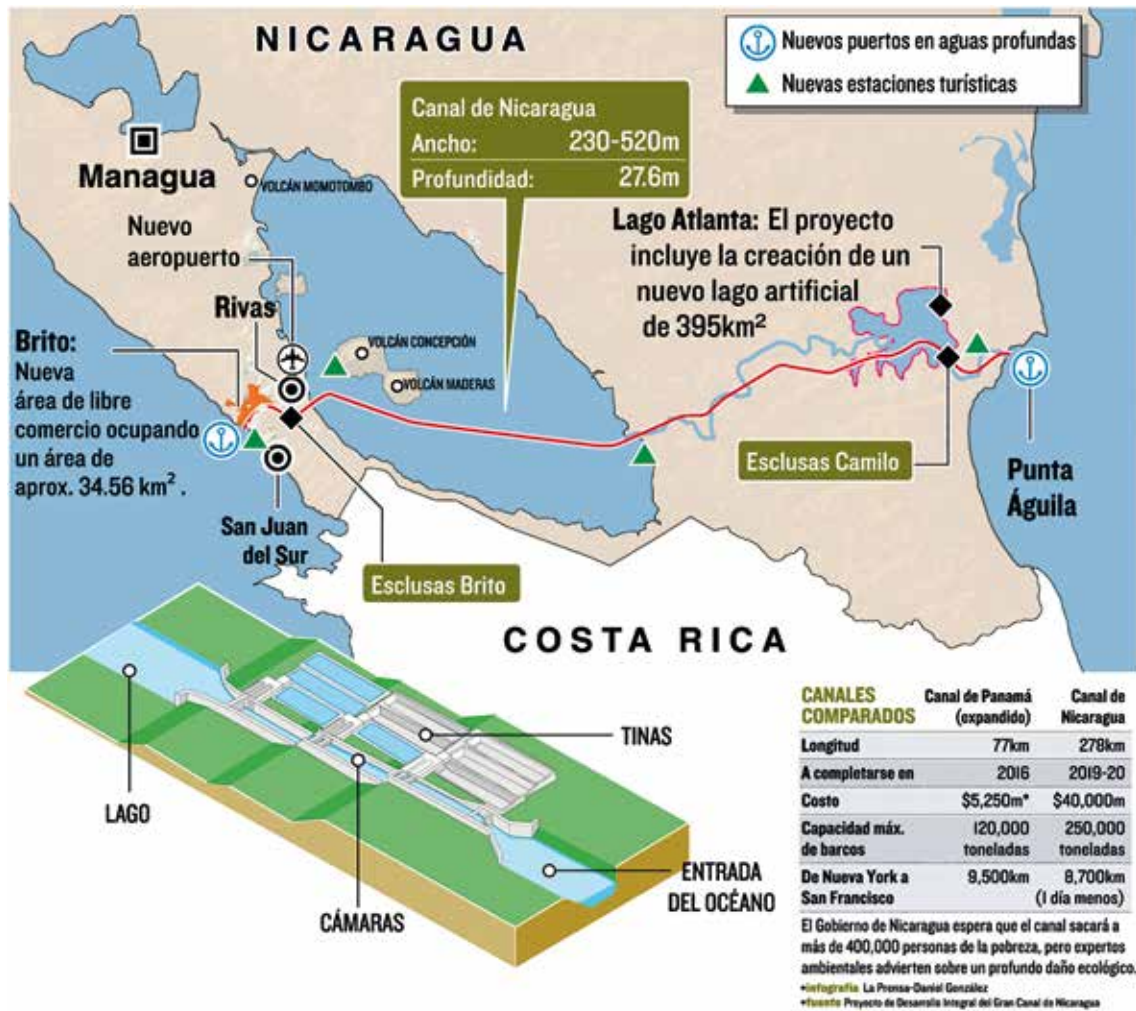 NICARAGUA
Nuevos puertos en aguas profundas
Nuevas estaciones turísticas
Canal de Nicaragua
Ancho: 230-520m
Profundidad: 27.6m
Managua
VOLCÁN MOMOTOMBO
Nuevo
aeropuerto
Rivas
Lago Atlanta: El proyecto
incluye la creación de un
nuevo lago artificial
de 395km²
Brito:
Nueva
área de libre
comercio ocupando
un área de
aprox. 34.56 km² .
VOLCÁN CONCEPCIÓN
VOLCÁN MADERAS
Esclusas Camilo
Punta
Águila
San Juan
del Sur
Esclusas Brito
COSTA RICA
LAGO
TINAS
CÁMARAS
ENTRADA
DEL OCÉANO
CANALES COMPARADOS Canal de Panamá (expandido) Canal de Nicaragua
Longitud 77km 278km
A completarse en 2016 2019-20
Costo $5,250m* $40,000m
Capacidad máx. de barcos 120,000 toneladas 250,000 toneladas
De Nueva York a San Francisco 9,500km 8,700km (1 día menos)
El Gobierno de Nicaragua espera que el canal sacará a
más de 400,000 personas de la pobreza, pero expertos
ambientales advierten sobre un profundo daño ecológico.
•infografía La Prensa-Daniel González
•fuente Proyecto de Desarrollo Integral del Gran Canal de Nicaragua